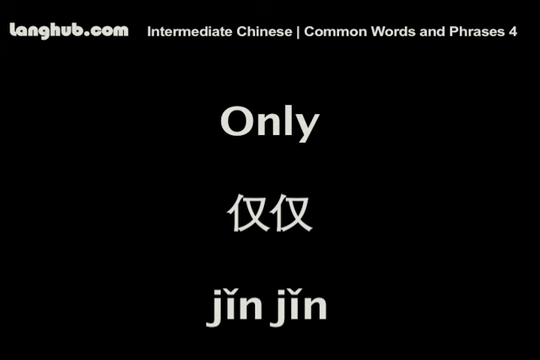 Langhub.com Intermediate Chinese | Common Words and Phrases 4
Only
仅仅
jǐn jǐn